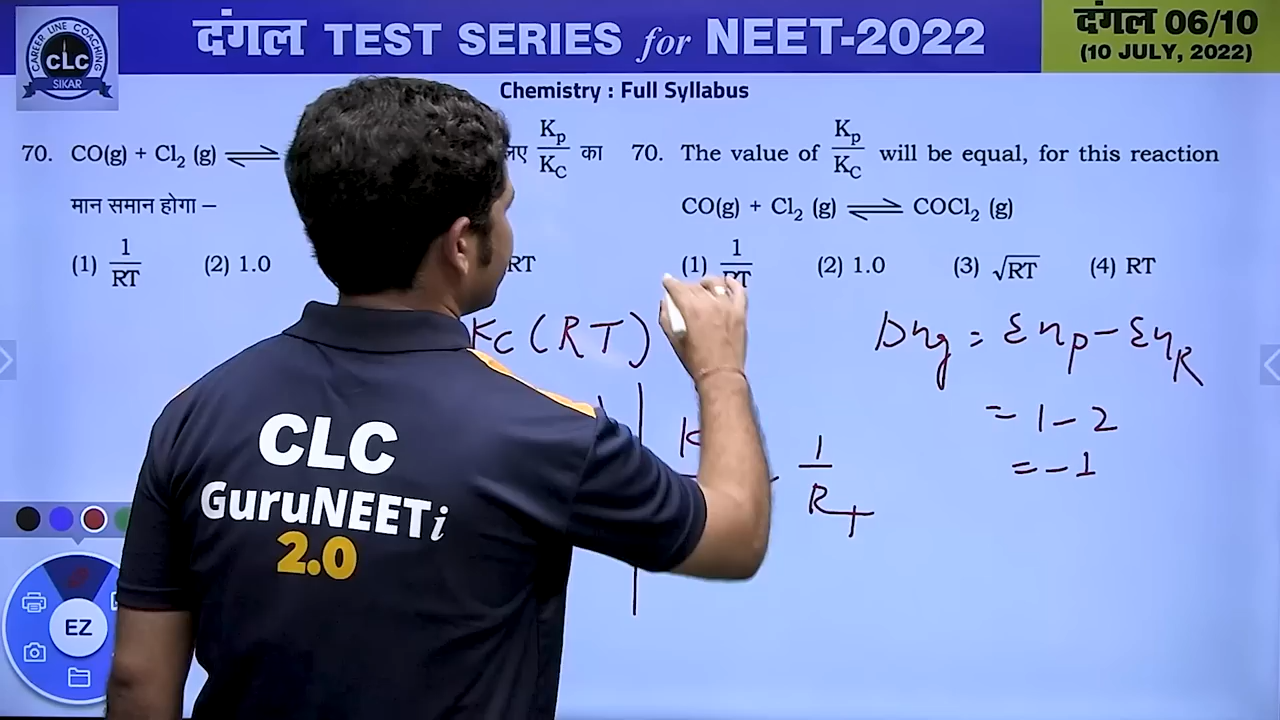 CAREER LINE COACHING
CLC
SIKAR
दंगल TEST SERIES for NEET-2022
दंगल 06/10
(10 JULY, 2022)
Chemistry : Full Syllabus
70. CO(g) + Cl₂ (g) ⇌ लिए Kp/KC का
मान समान होगा –
(1) 1/RT (2) 1.0 RT
70. The value of Kp/KC will be equal, for this reaction
CO(g) + Cl₂ (g) ⇌ COCl₂ (g)
(1) 1/RT (2) 1.0 (3) √RT (4) RT
KC (RT)
K 1/RT
Δng = Σnp – Σng
= 1 – 2
= – 1
CLC
GuruNEETi
2.0
EZ